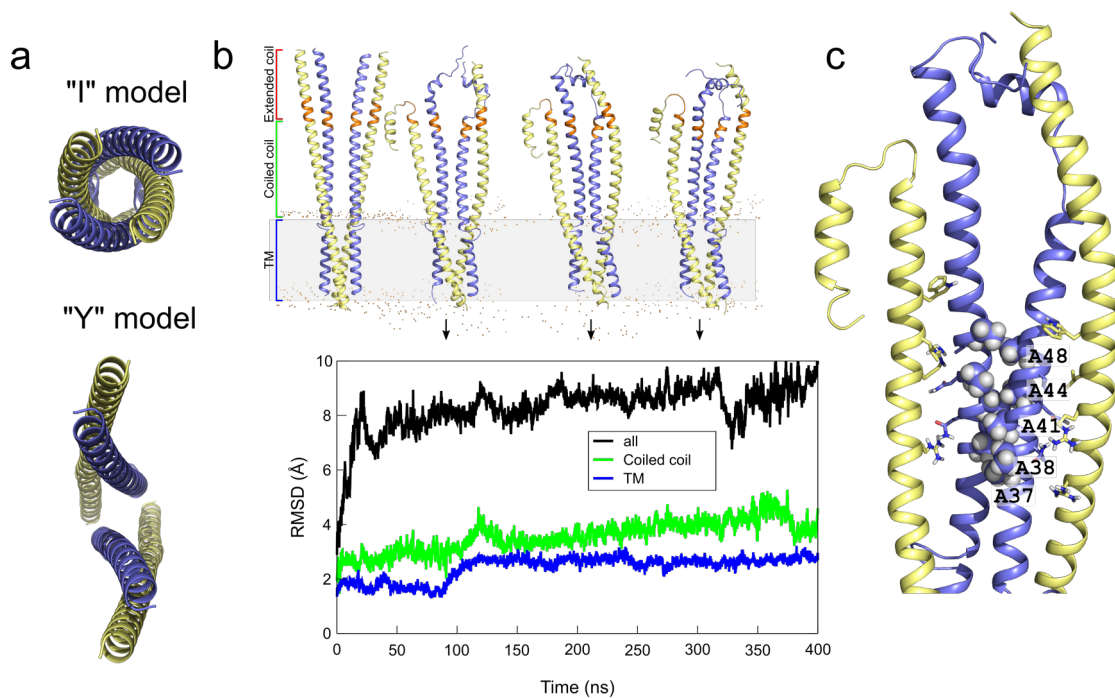 a
"I" model
"Y" model
b
Extended coil
Coiled coil
TM
10
8
6
4
2
0
RMSD (Å)
all
Coiled coil
TM
0
50
100
150
200
250
300
350
400
Time (ns)
c
A48
A44
A41
A38
A37